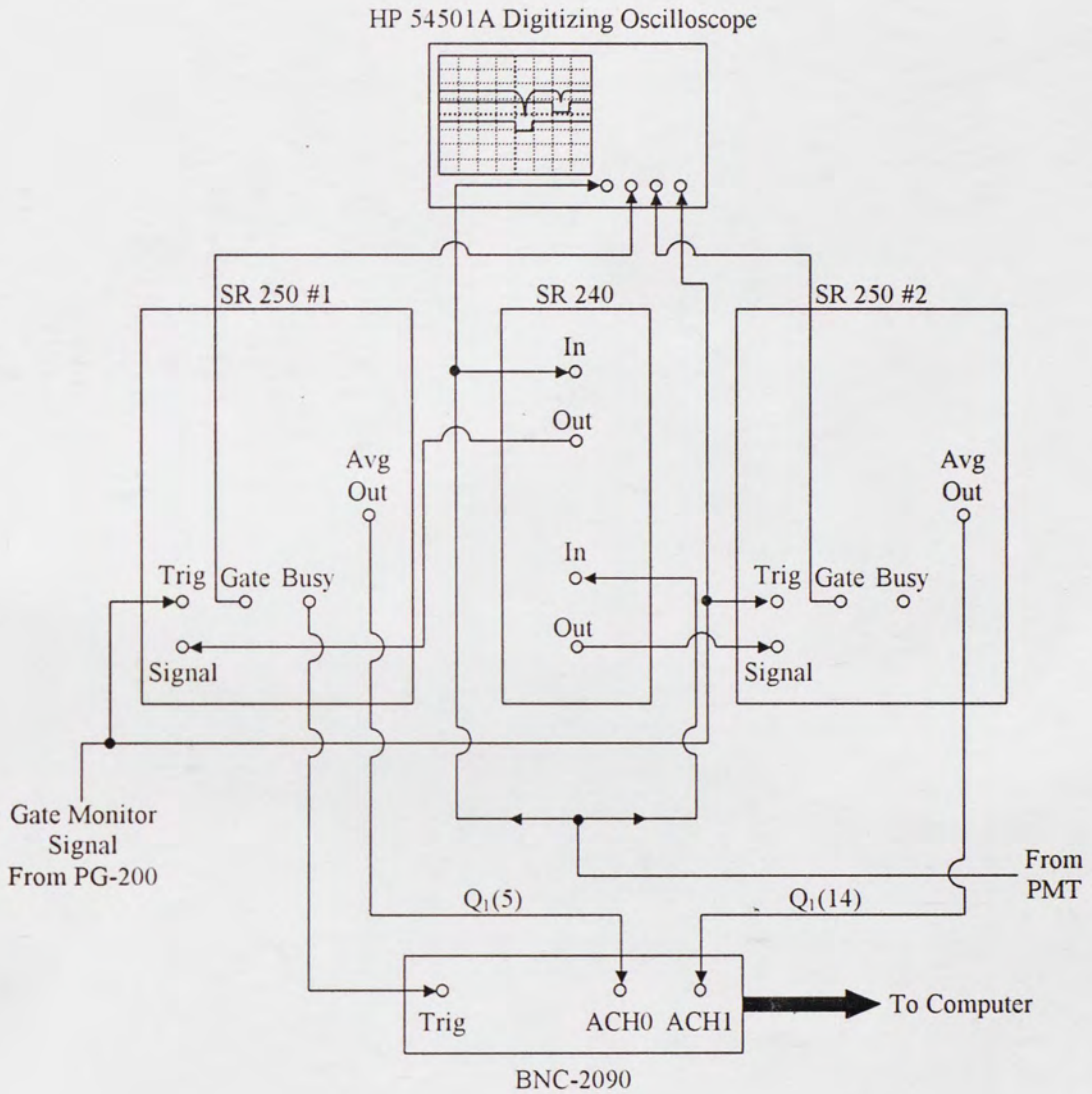 HP 54501A Digitizing Oscilloscope
SR 250 #1
SR 240
SR 250 #2
In
Out
Avg
Out
Avg
Out
In
Trig Gate Busy
Trig Gate Busy
Out
Signal
Signal
Gate Monitor
Signal
From PG-200
From
PMT
Q₁(5)
Q₁(14)
To Computer
Trig
ACH0
ACH1
BNC-2090